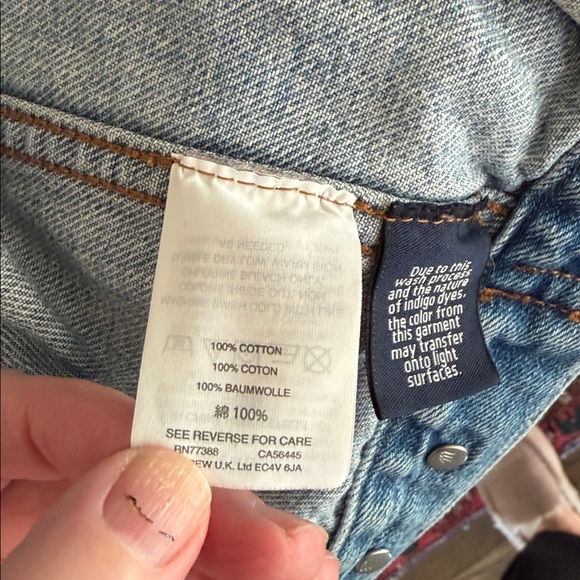 100% COTTON
100% COTON
100% BAUMWOLLE
綿 100%
SEE REVERSE FOR CARE
RN77388 CA56445
REW U.K. Ltd EC4V 6JA
Due to this
wash process
and the nature
of indigo dyes,
the color from
this garment
may transfer
onto light
surfaces.